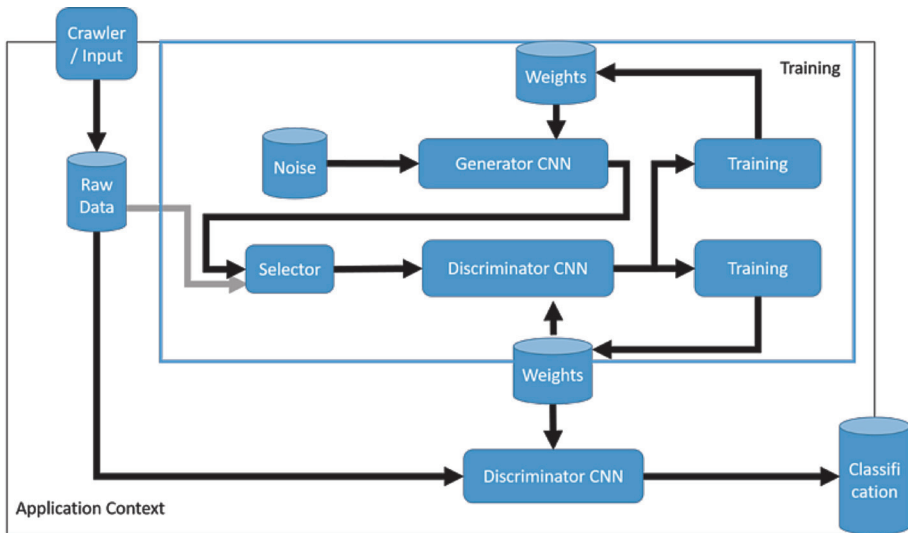 Crawler
/ Input
Weights
Training
Noise
Generator CNN
Training
Raw
Data
Selector
Discriminator CNN
Training
Weights
Discriminator CNN
Classifi
cation
Application Context